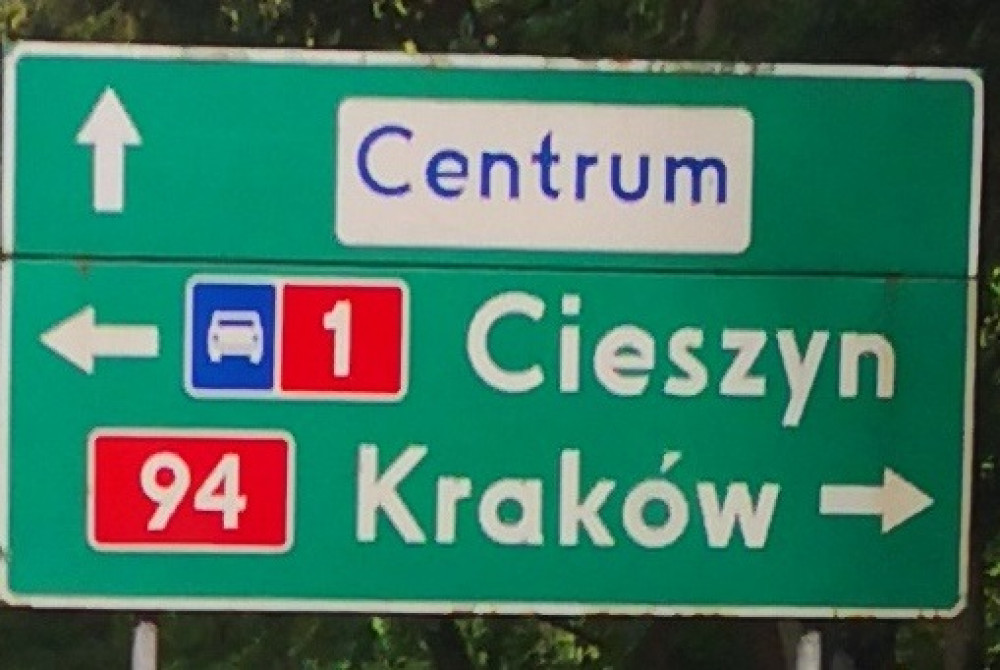 Centrum
1 Cieszyn
94 Kraków